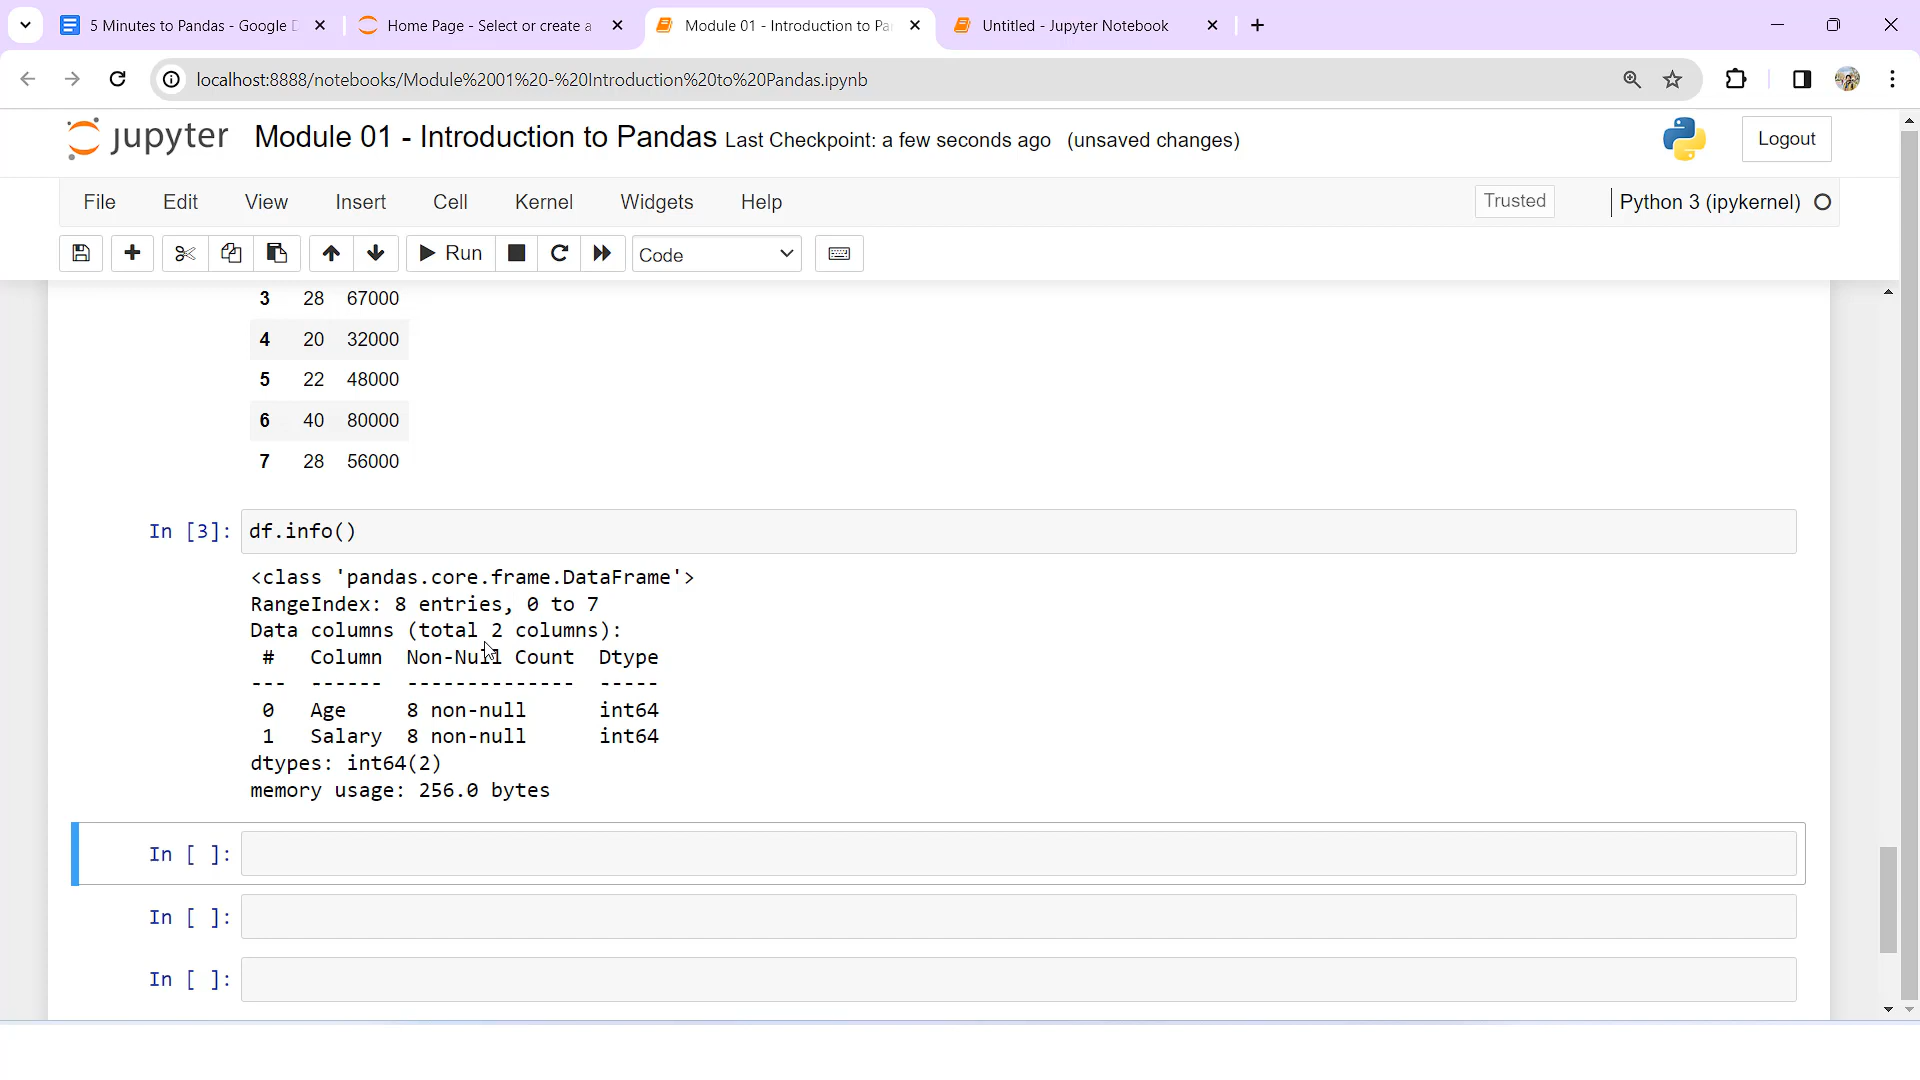 5 Minutes to Pandas - Google D
Home Page - Select or create a
Module 01 - Introduction to Pa
Untitled - Jupyter Notebook
localhost:8888/notebooks/Module%2001%20-%20Introduction%20to%20Pandas.ipynb
jupyter Module 01 - Introduction to Pandas Last Checkpoint: a few seconds ago (unsaved changes)
Logout
File Edit View Insert Cell Kernel Widgets Help
Trusted Python 3 (ipykernel)
Run
Code
3 28 67000
4 20 32000
5 22 48000
6 40 80000
7 28 56000
In [3]: df.info()
<class 'pandas.core.frame.DataFrame'>
RangeIndex: 8 entries, 0 to 7
Data columns (total 2 columns):
# Column Non-Null Count Dtype
--- ------ -------------- -----
0 Age 8 non-null int64
1 Salary 8 non-null int64
dtypes: int64(2)
memory usage: 256.0 bytes
In [ ]:
In [ ]:
In [ ]: